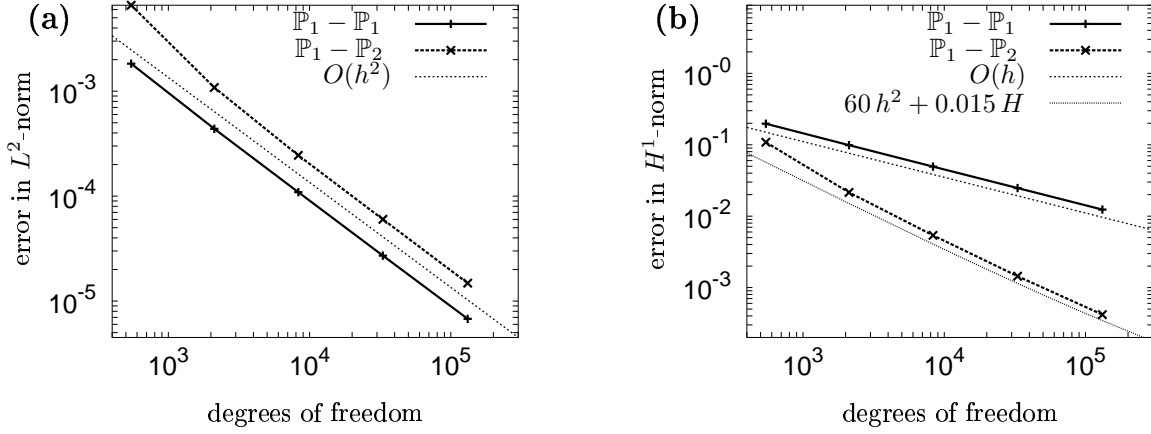 (a)
ℙ₁ − ℙ₁
ℙ₁ − ℙ₂
O(h²)
error in L²-norm
10⁻³
10⁻⁴
10⁻⁵
10³ 10⁴ 10⁵
degrees of freedom
(b)
ℙ₁ − ℙ₁
ℙ₁ − ℙ₂
O(h)
60 h² + 0.015 H
error in H¹-norm
10⁻⁰
10⁻¹
10⁻²
10⁻³
10³ 10⁴ 10⁵
degrees of freedom